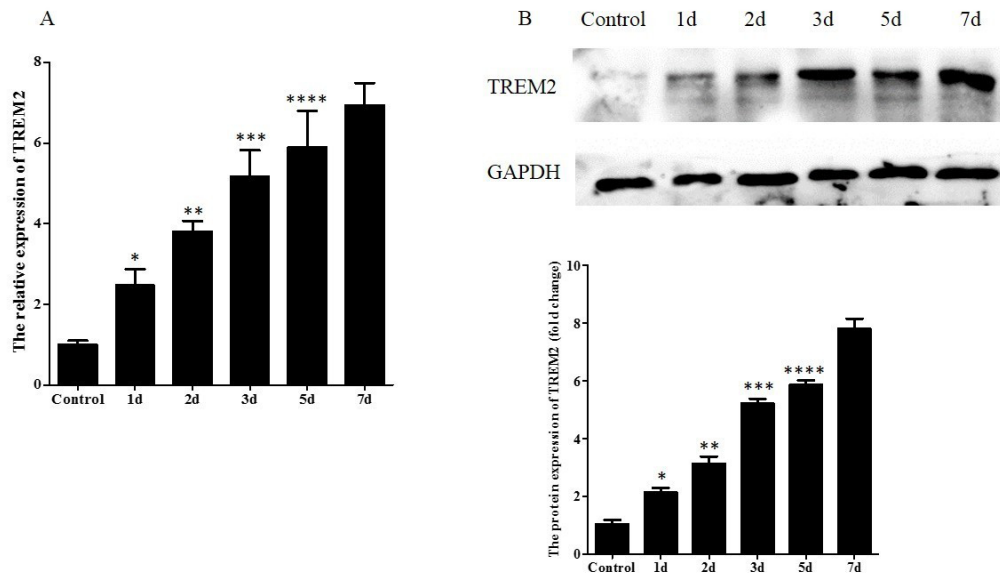 A
The relative expression of TREM2
8
6
4
2
0
*
**
***
****
Control 1d 2d 3d 5d 7d
B
Control 1d 2d 3d 5d 7d
TREM2
GAPDH
The protein expression of TREM2 (fold change)
10
8
6
4
2
0
*
**
***
****
Control 1d 2d 3d 5d 7d